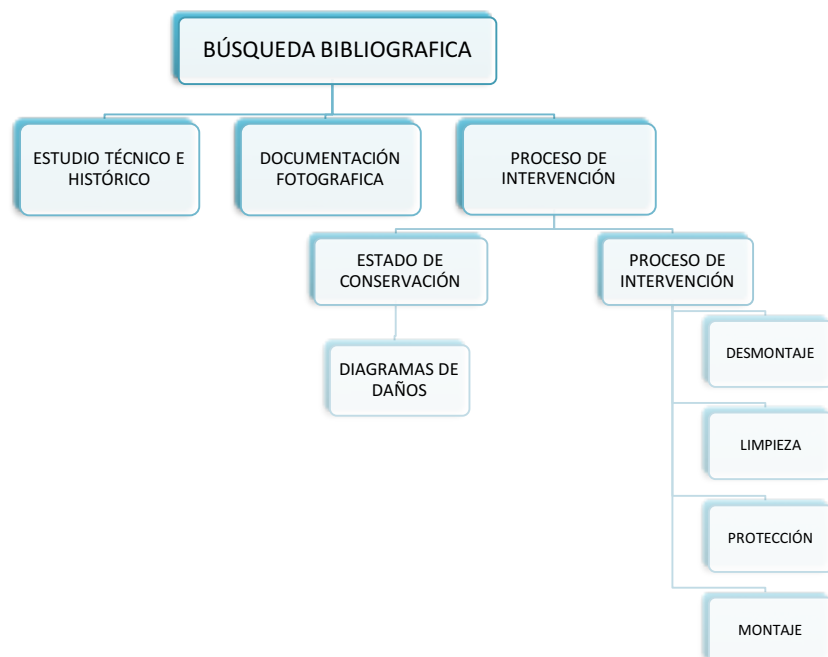 BÚSQUEDA BIBLIOGRAFICA
ESTUDIO TÉCNICO E
HISTÓRICO
DOCUMENTACIÓN
FOTOGRAFICA
PROCESO DE
INTERVENCIÓN
ESTADO DE
CONSERVACIÓN
PROCESO DE
INTERVENCIÓN
DIAGRAMAS DE
DAÑOS
DESMONTAJE
LIMPIEZA
PROTECCIÓN
MONTAJE